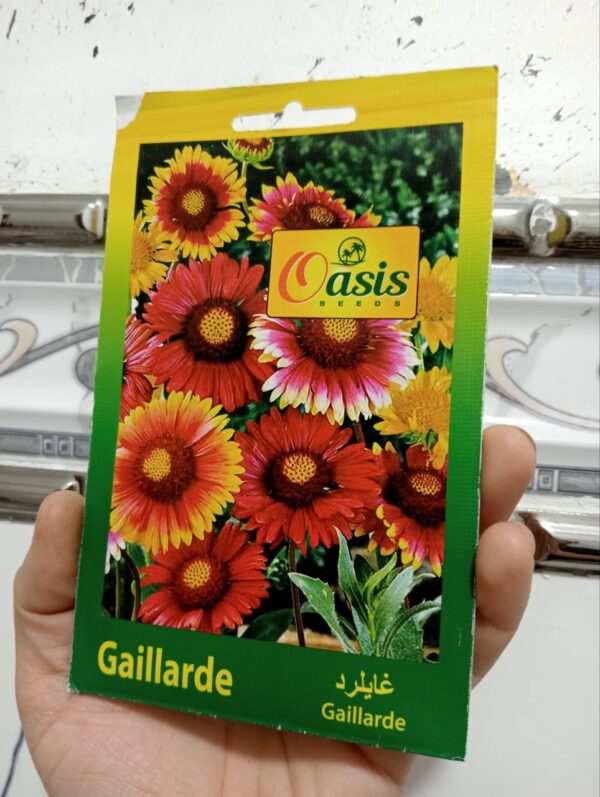 Oasis
SEEDS
Gaillarde
غايلرد
Gaillarde